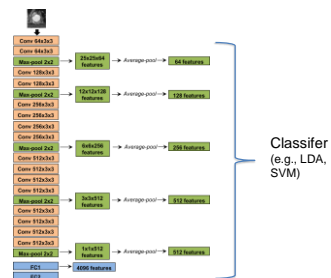 Conv 64x3x3
Conv 64x3x3
Max-pool 2x2
25x25x64
features
Average-pool
64 features
Conv 128x3x3
Conv 128x3x3
Max-pool 2x2
12x12x128
features
Average-pool
128 features
Conv 256x3x3
Conv 256x3x3
Conv 256x3x3
Conv 256x3x3
Max-pool 2x2
6x6x256
features
Average-pool
256 features
Conv 512x3x3
Conv 512x3x3
Conv 512x3x3
Conv 512x3x3
Max-pool 2x2
3x3x512
features
Average-pool
512 features
Conv 512x3x3
Conv 512x3x3
Conv 512x3x3
Conv 512x3x3
Max-pool 2x2
1x1x512
features
Average-pool
512 features
FC1
4096 features
FC2
Classifer
(e.g., LDA,
SVM)